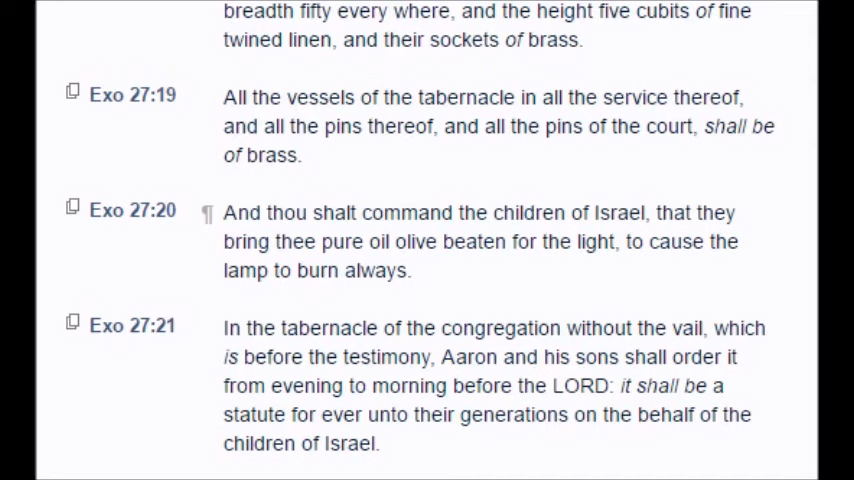 breadth fifty every where, and the height five cubits of fine
twined linen, and their sockets of brass.
Exo 27:19 All the vessels of the tabernacle in all the service thereof,
and all the pins thereof, and all the pins of the court, shall be
of brass.
Exo 27:20 ¶ And thou shalt command the children of Israel, that they
bring thee pure oil olive beaten for the light, to cause the
lamp to burn always.
Exo 27:21 In the tabernacle of the congregation without the vail, which
is before the testimony, Aaron and his sons shall order it
from evening to morning before the LORD: it shall be a
statute for ever unto their generations on the behalf of the
children of Israel.